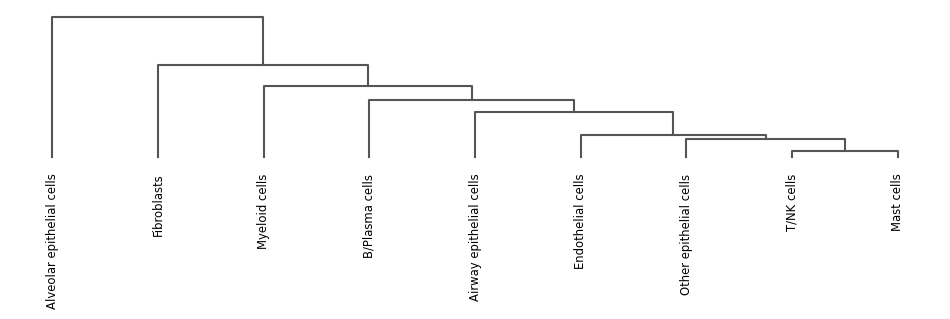 Alveolar epithelial cells
Fibroblasts
Myeloid cells
B/Plasma cells
Airway epithelial cells
Endothelial cells
Other epithelial cells
T/NK cells
Mast cells